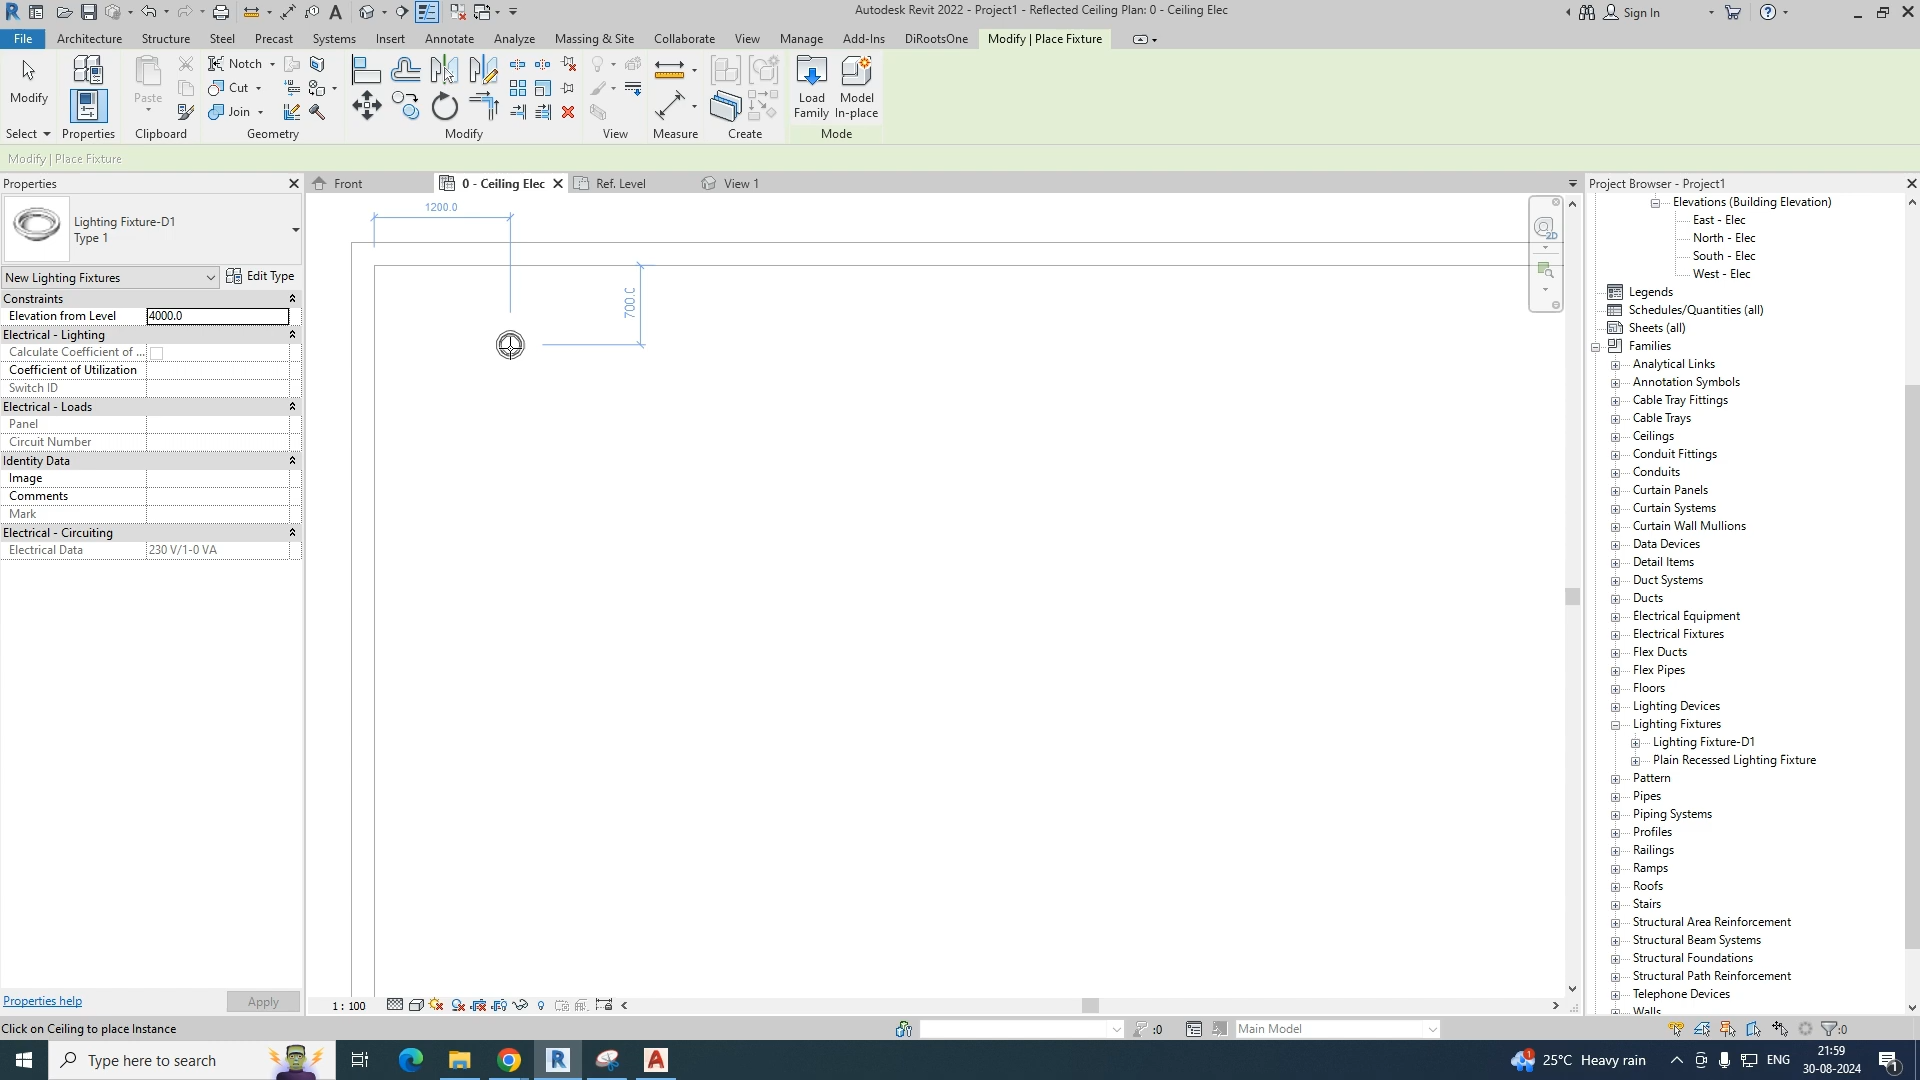 Autodesk Revit 2022 - Project1 - Reflected Ceiling Plan: 0 - Ceiling Elec
Sign In
File Architecture Structure Steel Precast Systems Insert Annotate Analyze Massing & Site Collaborate View Manage Add-Ins DiRootsOne Modify | Place Fixture
Modify
Paste
Notch
Cut
Join
Load
Family
Model
In-place
Select Properties Clipboard Geometry Modify View Measure Create Mode
Modify | Place Fixture
Properties
Front
0 - Ceiling Elec
Ref. Level
View 1
Project Browser - Project1
Lighting Fixture-D1
Type 1
New Lighting Fixtures
Edit Type
Constraints
Elevation from Level 4000.0
Electrical - Lighting
Calculate Coefficient of ...
Coefficient of Utilization
Switch ID
Electrical - Loads
Panel
Circuit Number
Identity Data
Image
Comments
Mark
Electrical - Circuiting
Electrical Data 230 V/1-0 VA
Properties help
Apply
1200.0
700.0
2D
1 : 100
Elevations (Building Elevation)
East - Elec
North - Elec
South - Elec
West - Elec
Legends
Schedules/Quantities (all)
Sheets (all)
Families
Analytical Links
Annotation Symbols
Cable Tray Fittings
Cable Trays
Ceilings
Conduit Fittings
Conduits
Curtain Panels
Curtain Systems
Curtain Wall Mullions
Data Devices
Detail Items
Duct Systems
Ducts
Electrical Equipment
Electrical Fixtures
Flex Ducts
Flex Pipes
Floors
Lighting Devices
Lighting Fixtures
Lighting Fixture-D1
Plain Recessed Lighting Fixture
Pattern
Pipes
Piping Systems
Profiles
Railings
Ramps
Roofs
Stairs
Structural Area Reinforcement
Structural Beam Systems
Structural Foundations
Structural Path Reinforcement
Telephone Devices
Walls
Click on Ceiling to place Instance
:0
Main Model
:0
Type here to search
25°C Heavy rain
ENG
21:59
30-08-2024
1